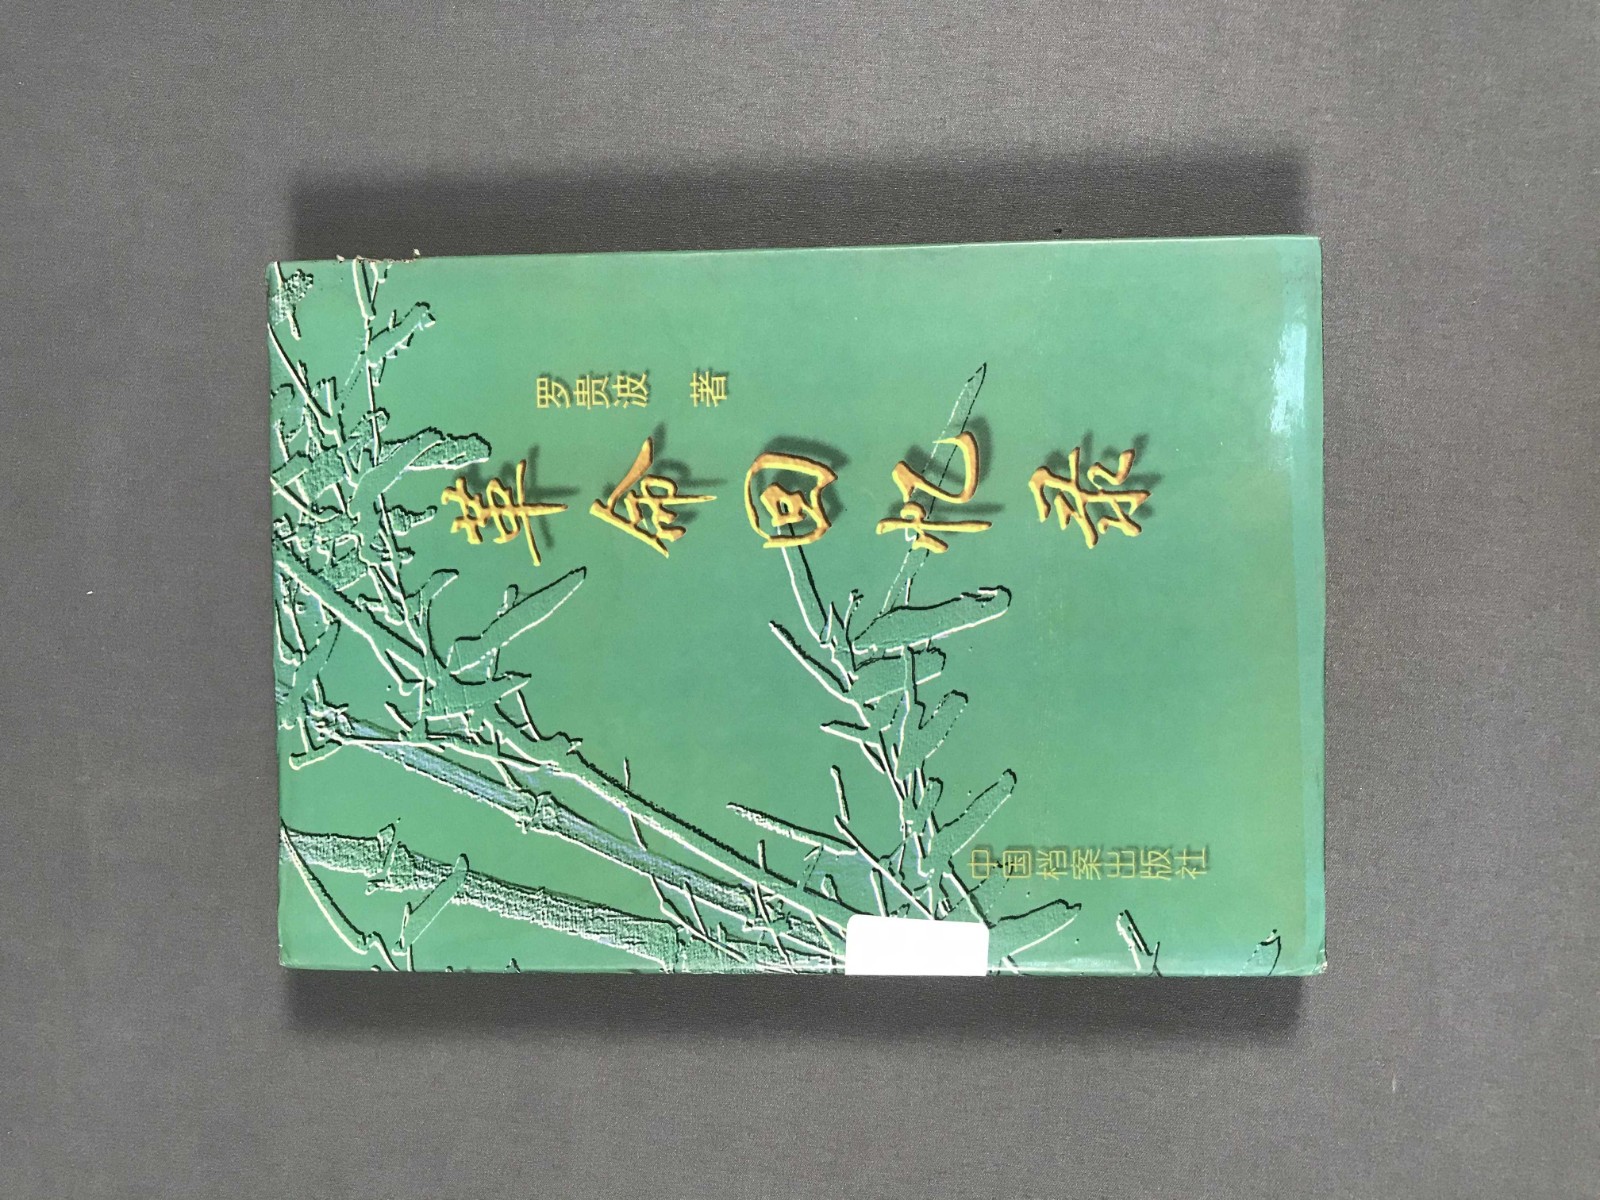 罗贵波 著
革命回忆录
中国档案出版社